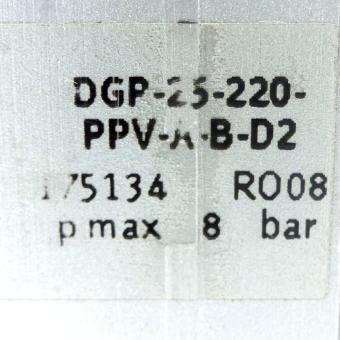 DGP-25-220-
PPV-A-B-D2
175134 R008
p max 8 bar